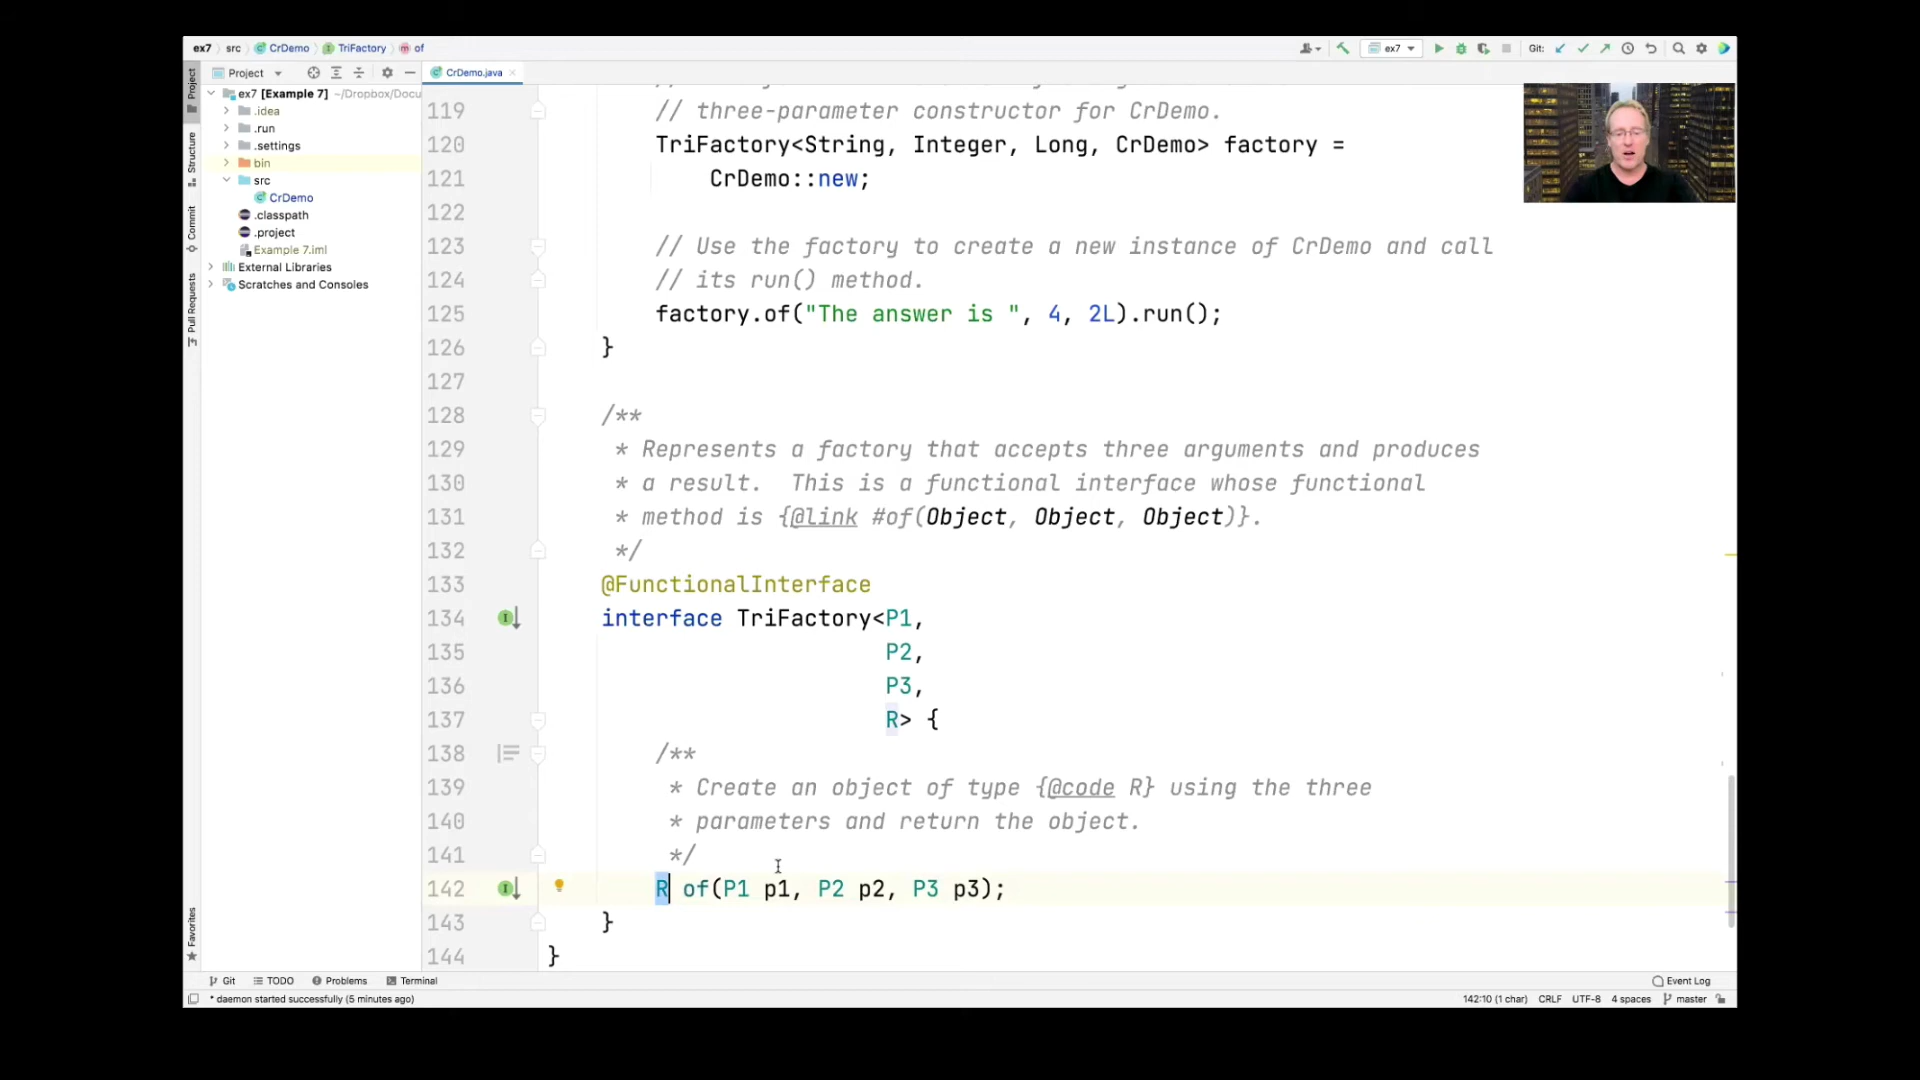 ex7 src CrDemo TriFactory of
ex7 Git:
Project CrDemo.java
Project
Structure
Commit
Pull Requests
Favorites
ex7 [Example 7] ~/Dropbox/Docu
.idea
.run
.settings
bin
src
CrDemo
.classpath
.project
Example 7.iml
External Libraries
Scratches and Consoles
119 // three-parameter constructor for CrDemo.
120 TriFactory<String, Integer, Long, CrDemo> factory =
121 CrDemo::new;
122
123 // Use the factory to create a new instance of CrDemo and call
124 // its run() method.
125 factory.of("The answer is ", 4, 2L).run();
126 }
127
128 /**
129 * Represents a factory that accepts three arguments and produces
130 * a result.  This is a functional interface whose functional
131 * method is {@link #of(Object, Object, Object)}.
132 */
133 @FunctionalInterface
134 interface TriFactory<P1,
135 P2,
136 P3,
137 R> {
138 /**
139 * Create an object of type {@code R} using the three
140 * parameters and return the object.
141 */
142 R of(P1 p1, P2 p2, P3 p3);
143 }
144 }
Git TODO Problems Terminal Event Log
* daemon started successfully (5 minutes ago) 142:10 (1 char) CRLF UTF-8 4 spaces master